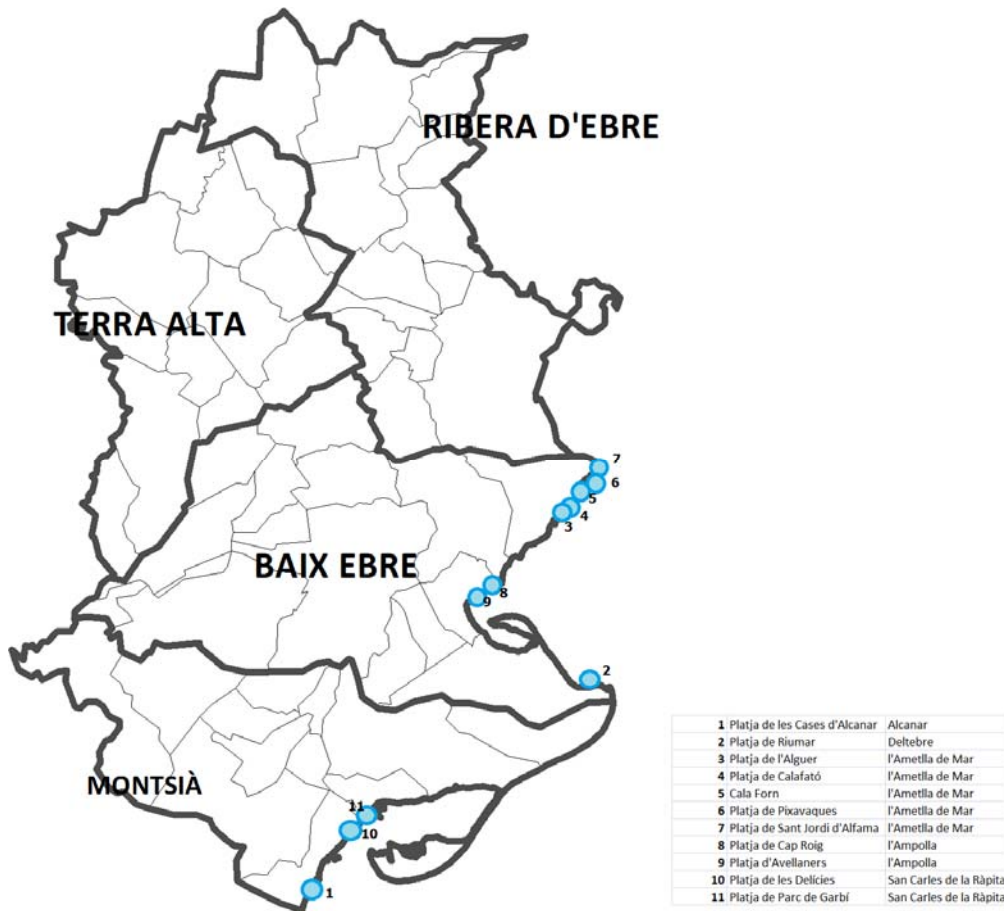 RIBERA D'EBRE
TERRA ALTA
7
6
5
4
3
BAIX EBRE
8
9
2
MONTSIÀ
11
10
1
1 Platja de les Cases d'Alcanar Alcanar
2 Platja de Riumar Deltebre
3 Platja de l'Alguer l'Ametlla de Mar
4 Platja de Calafató l'Ametlla de Mar
5 Cala Forn l'Ametlla de Mar
6 Platja de Pixavaques l'Ametlla de Mar
7 Platja de Sant Jordi d'Alfama l'Ametlla de Mar
8 Platja de Cap Roig l'Ampolla
9 Platja d'Avellaners l'Ampolla
10 Platja de les Delícies San Carles de la Ràpita
11 Platja de Parc de Garbí San Carles de la Ràpita